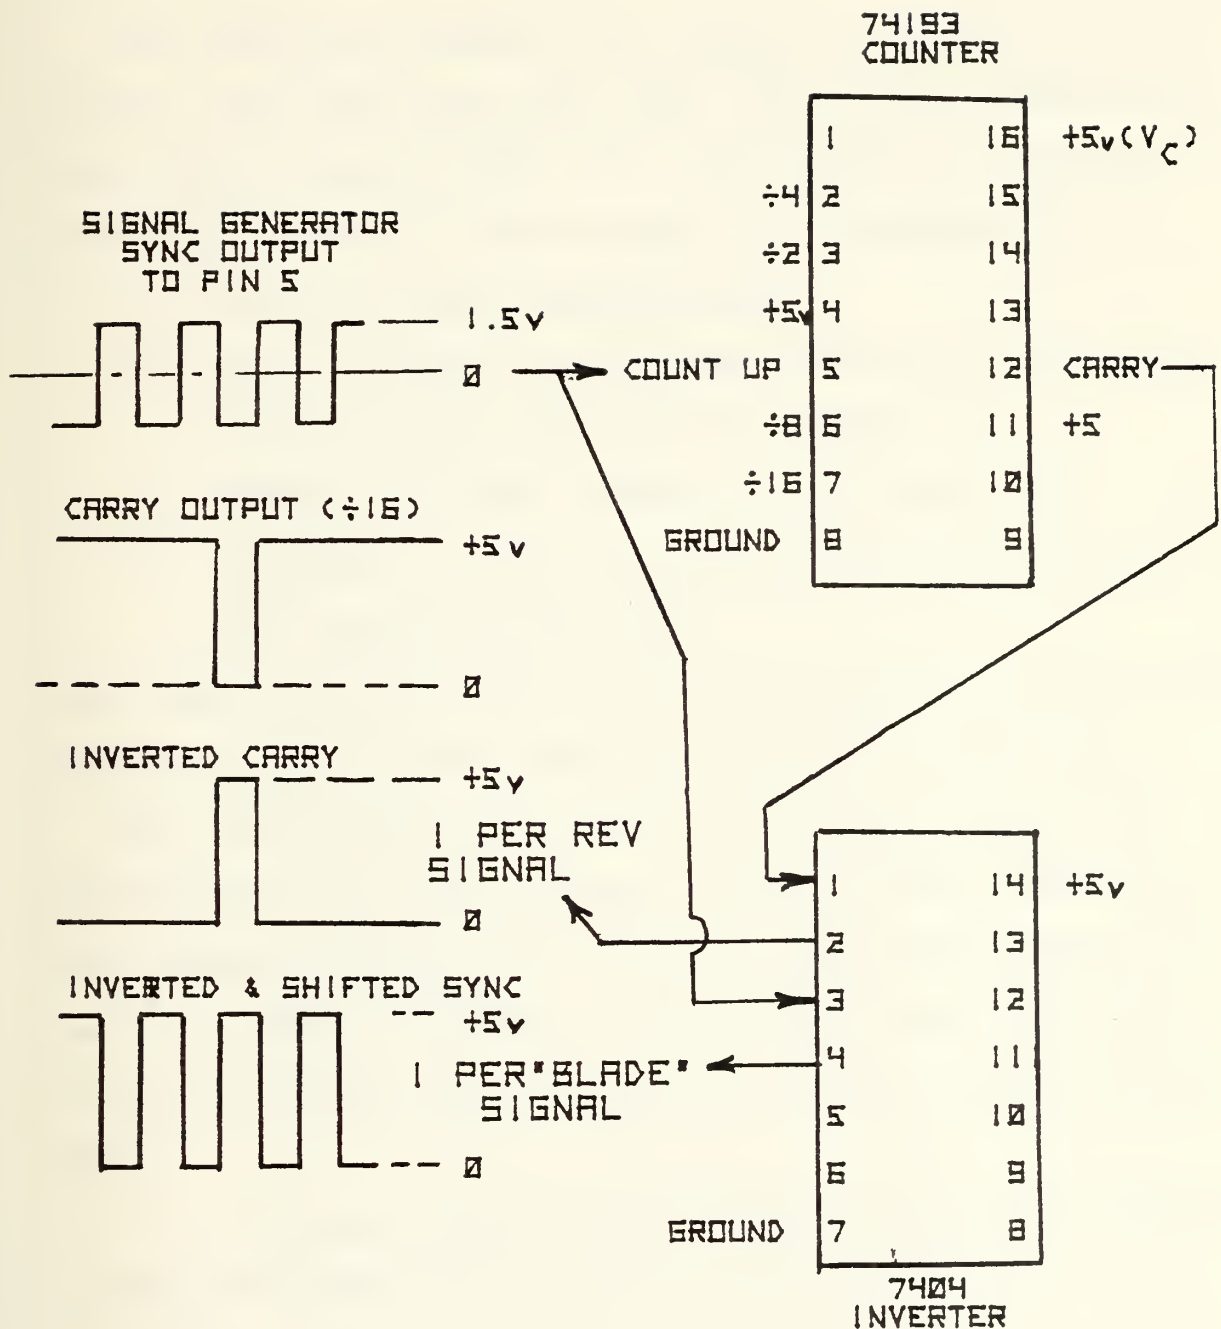 74193
COUNTER
1 16 +5v(VC)
÷4 2 15
÷2 3 14
+5v 4 13
COUNT UP 5 12 CARRY
÷8 6 11 +5
÷16 7 10
GROUND 8 9
SIGNAL GENERATOR
SYNC OUTPUT
TO PIN 5
1.5v
0
CARRY OUTPUT (÷16)
+5v
0
INVERTED CARRY
+5v
0
1 PER REV
SIGNAL
INVERTED & SHIFTED SYNC
+5v
0
1 PER "BLADE"
SIGNAL
1 14 +5v
2 13
3 12
4 11
5 10
6 9
GROUND 7 8
7404
INVERTER